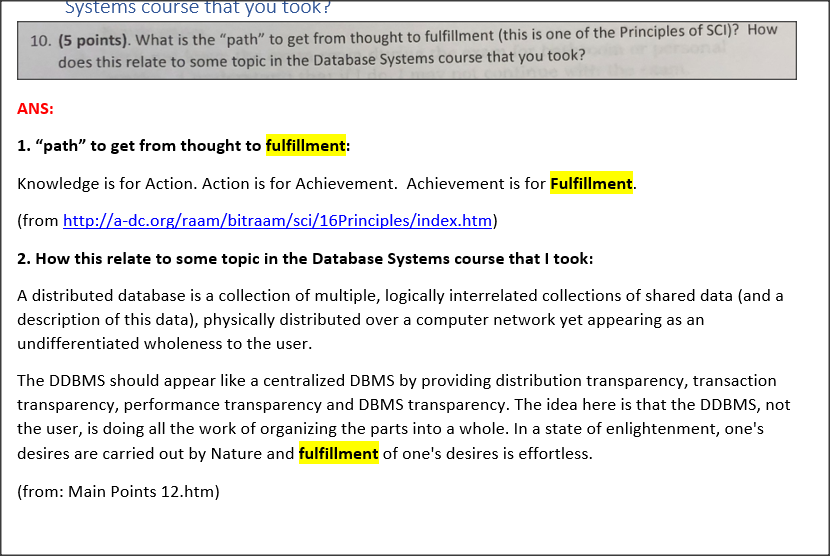 Systems course that you took?
10. (5 points). What is the “path” to get from thought to fulfillment (this is one of the Principles of SCI)? How
does this relate to some topic in the Database Systems course that you took?
ANS:
1. “path” to get from thought to fulfillment:
Knowledge is for Action. Action is for Achievement.  Achievement is for Fulfillment.
(from http://a-dc.org/raam/bitraam/sci/16Principles/index.htm)
2. How this relate to some topic in the Database Systems course that I took:
A distributed database is a collection of multiple, logically interrelated collections of shared data (and a
description of this data), physically distributed over a computer network yet appearing as an
undifferentiated wholeness to the user.
The DDBMS should appear like a centralized DBMS by providing distribution transparency, transaction
transparency, performance transparency and DBMS transparency. The idea here is that the DDBMS, not
the user, is doing all the work of organizing the parts into a whole. In a state of enlightenment, one's
desires are carried out by Nature and fulfillment of one's desires is effortless.
(from: Main Points 12.htm)